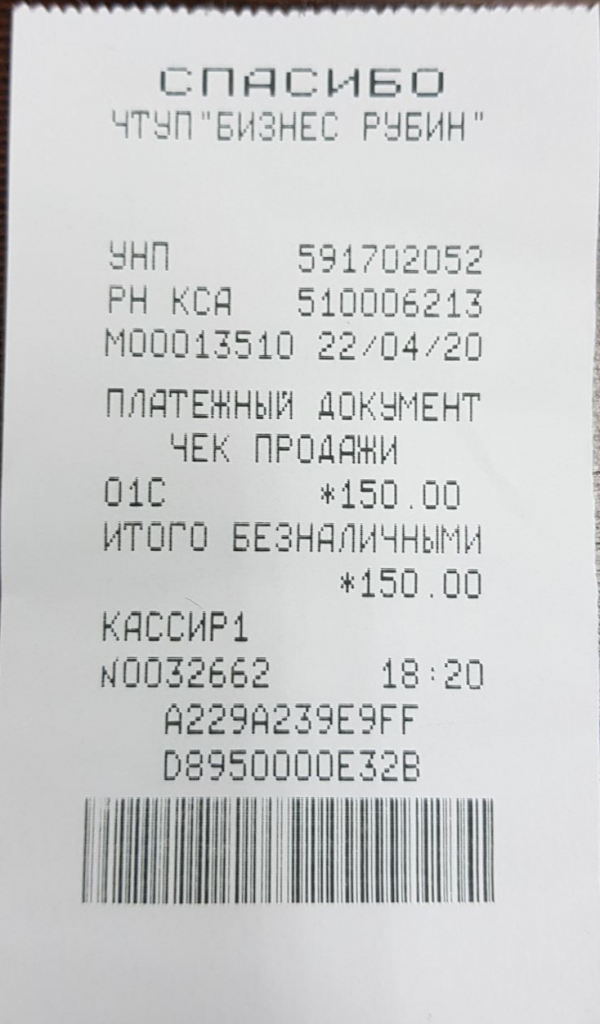 СПАСИБО
ЧТУП "БИЗНЕС РУБИН"
УНП 591702052
РН КСА 510006213
М00013510 22/04/20
ПЛАТЕЖНЫЙ ДОКУМЕНТ
ЧЕК ПРОДАЖИ
01С *150.00
ИТОГО БЕЗНАЛИЧНЫМИ
*150.00
КАССИР1
N0032662 18:20
A229A239E9FF
D8950000E32B